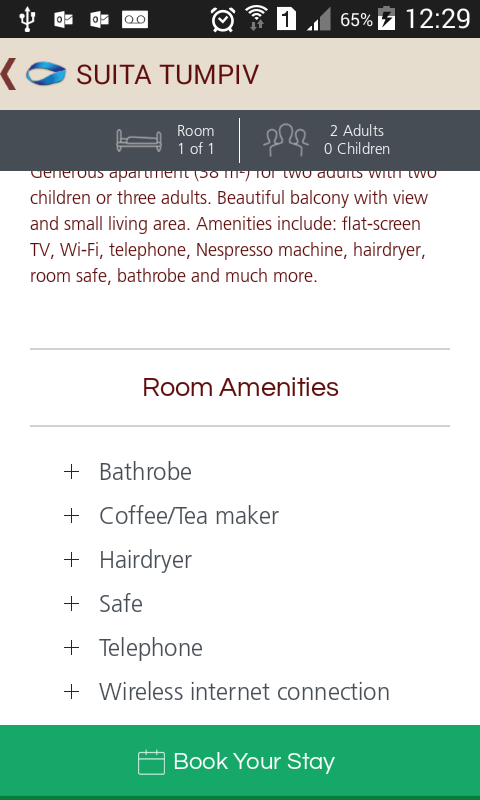 1 65% 12:29
SUITA TUMPIV
Room
1 of 1
2 Adults
0 Children
Generous apartment (38 m²) for two adults with two
children or three adults. Beautiful balcony with view
and small living area. Amenities include: flat-screen
TV, Wi-Fi, telephone, Nespresso machine, hairdryer,
room safe, bathrobe and much more.
Room Amenities
+ Bathrobe
+ Coffee/Tea maker
+ Hairdryer
+ Safe
+ Telephone
+ Wireless internet connection
Book Your Stay